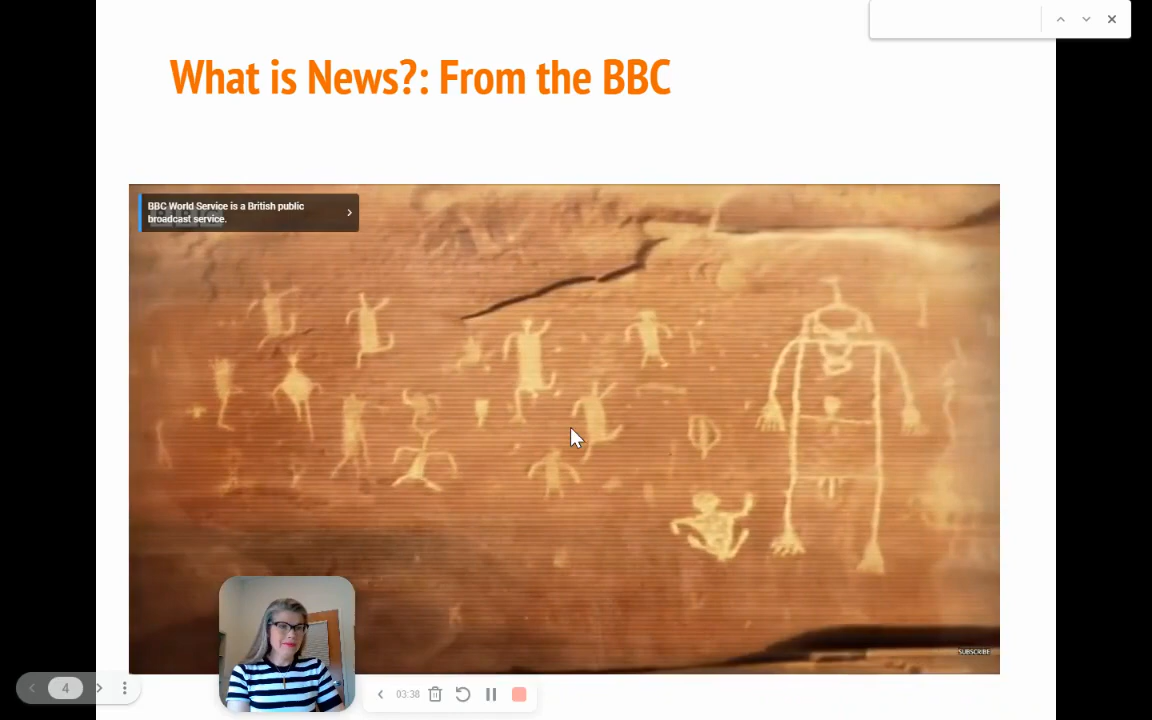 What is News?: From the BBC
BBC World Service is a British public
broadcast service.
SUBSCRIBE
4
03:38